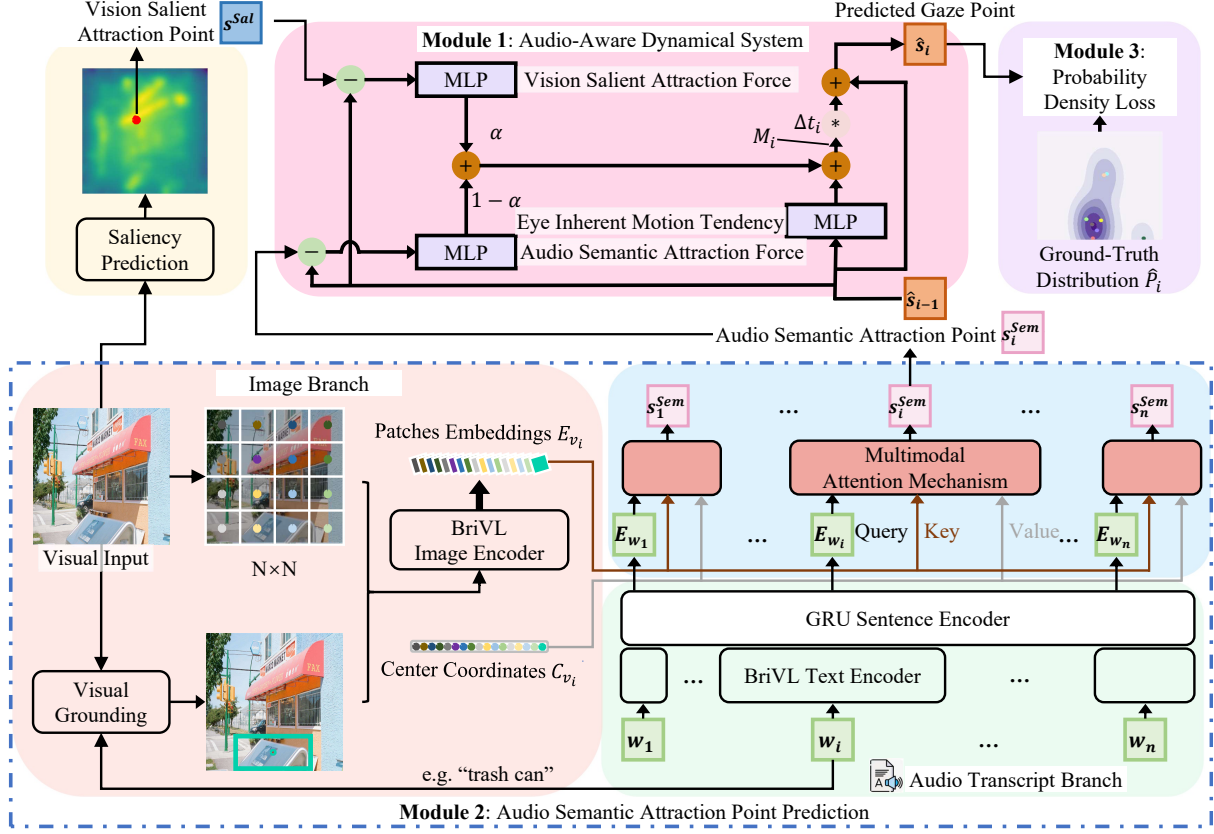 Vision Salient
Attraction Point s^Sal
Saliency
Prediction
Module 1: Audio-Aware Dynamical System
MLP
Vision Salient Attraction Force
−
α
+
1 − α
Eye Inherent Motion Tendency
MLP
−
MLP
Audio Semantic Attraction Force
M_i
Δt_i *
+
+
Predicted Gaze Point
ŝ_i
ŝ_{i−1}
Module 3:
Probability
Density Loss
Ground-Truth
Distribution P̂_i
Audio Semantic Attraction Point s_i^Sem
Image Branch
MARKET
FAX
Visual Input
N×N
Patches Embeddings E_{v_i}
BriVL
Image Encoder
Center Coordinates C_{v_i}
Visual
Grounding
FAX
e.g. “trash can”
s_1^Sem
...
s_i^Sem
...
s_n^Sem
Multimodal
Attention Mechanism
E_{w_1}
...
E_{w_i}
Query
Key
Value
...
E_{w_n}
GRU Sentence Encoder
...
BriVL Text Encoder
...
w_1
w_i
...
w_n
A
Audio Transcript Branch
Module 2: Audio Semantic Attraction Point Prediction